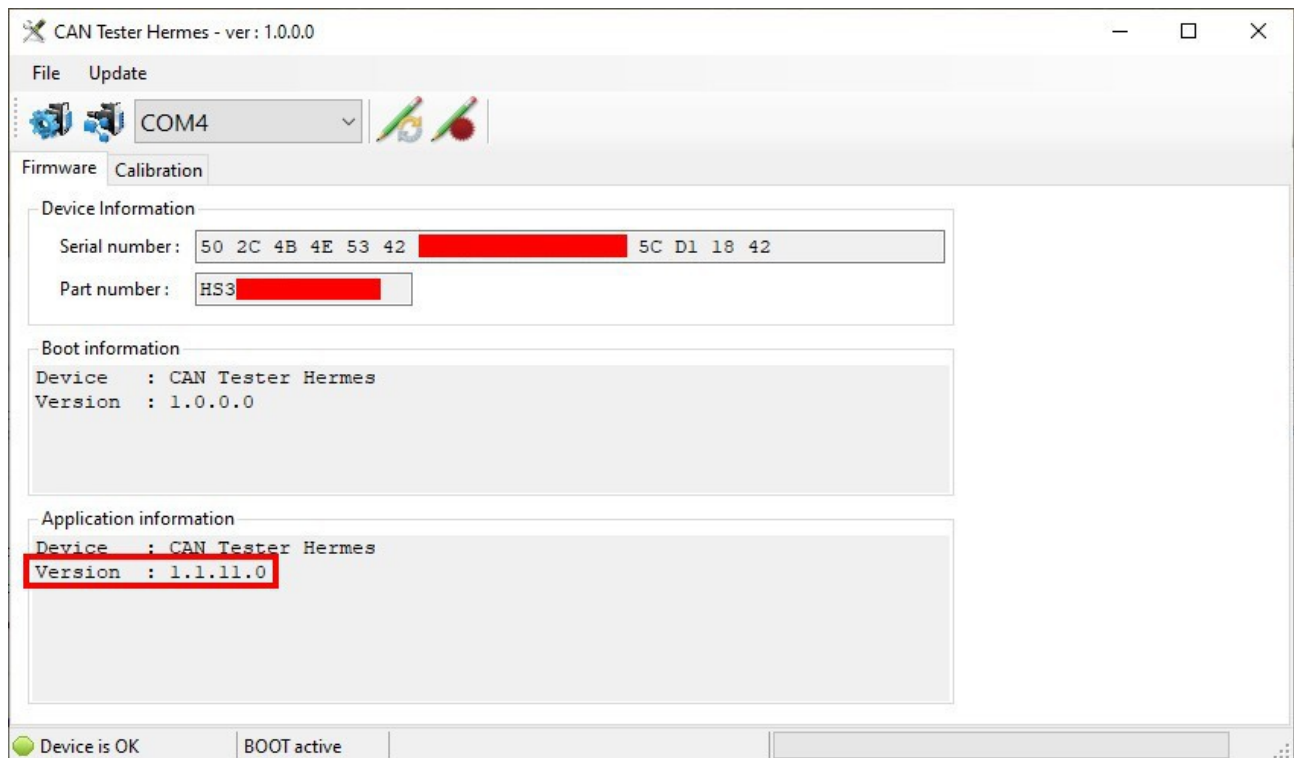 CAN Tester Hermes - ver : 1.0.0.0
File Update
COM4
Firmware Calibration
Device Information
Serial number : 50 2C 4B 4E 53 42 5C D1 18 42
Part number : HS3
Boot information
Device : CAN Tester Hermes
Version : 1.0.0.0
Application information
Device : CAN Tester Hermes
Version : 1.1.11.0
Device is OK BOOT active